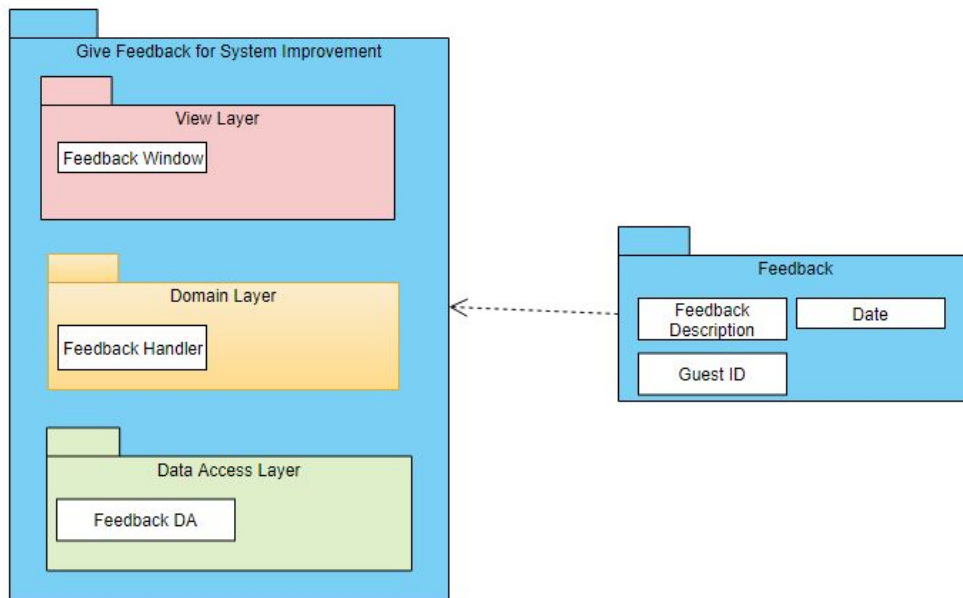 Give Feedback for System Improvement
View Layer
Feedback Window
Domain Layer
Feedback Handler
Data Access Layer
Feedback DA
Feedback
Feedback
Description
Date
Guest ID